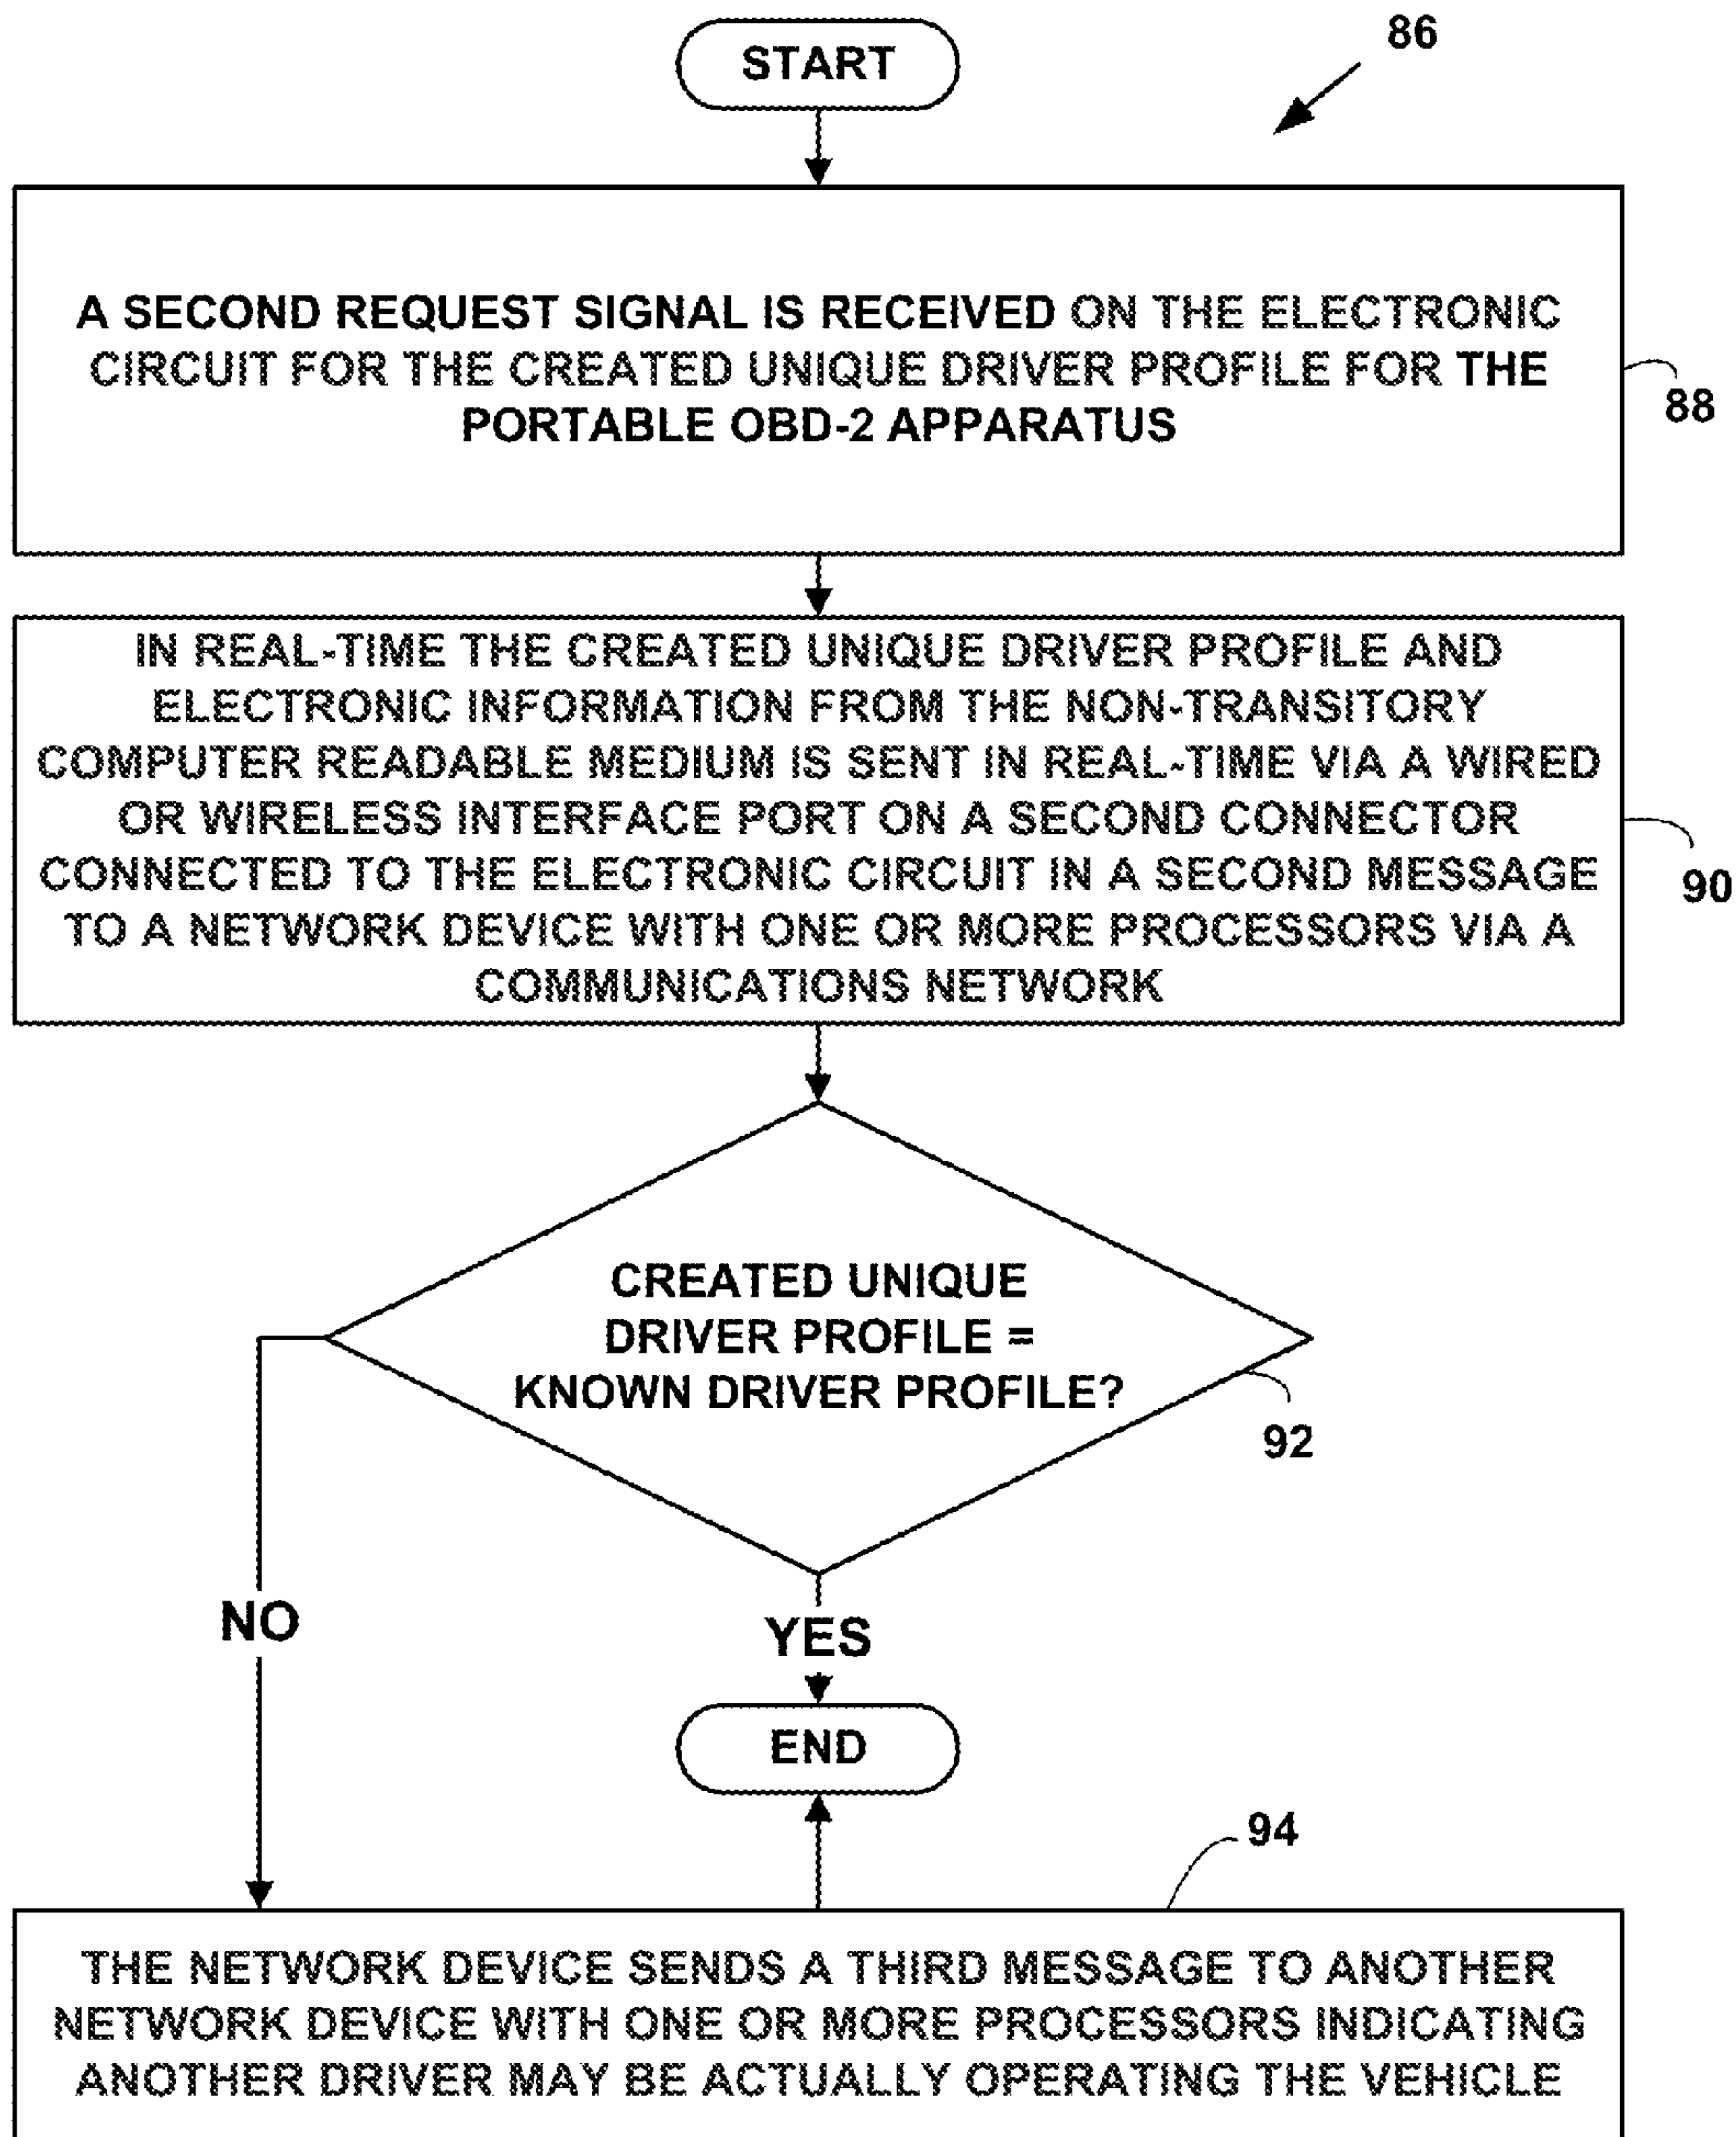 START
86
A SECOND REQUEST SIGNAL IS RECEIVED ON THE ELECTRONIC
CIRCUIT FOR THE CREATED UNIQUE DRIVER PROFILE FOR THE
PORTABLE OBD-2 APPARATUS
88
IN REAL-TIME THE CREATED UNIQUE DRIVER PROFILE AND
ELECTRONIC INFORMATION FROM THE NON-TRANSITORY
COMPUTER READABLE MEDIUM IS SENT IN REAL-TIME VIA A WIRED
OR WIRELESS INTERFACE PORT ON A SECOND CONNECTOR
CONNECTED TO THE ELECTRONIC CIRCUIT IN A SECOND MESSAGE
TO A NETWORK DEVICE WITH ONE OR MORE PROCESSORS VIA A
COMMUNICATIONS NETWORK
90
CREATED UNIQUE
DRIVER PROFILE =
KNOWN DRIVER PROFILE?
92
NO
YES
END
94
THE NETWORK DEVICE SENDS A THIRD MESSAGE TO ANOTHER
NETWORK DEVICE WITH ONE OR MORE PROCESSORS INDICATING
ANOTHER DRIVER MAY BE ACTUALLY OPERATING THE VEHICLE